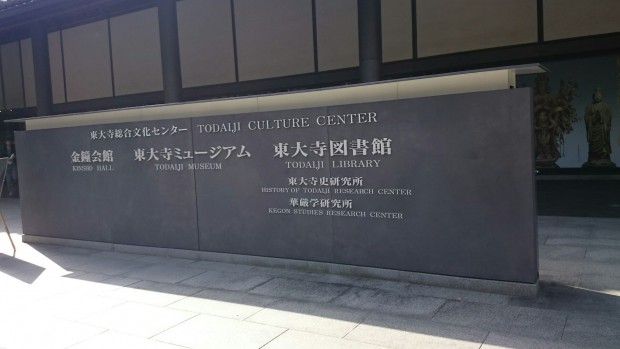 東大寺総合文化センター TODAIJI CULTURE CENTER
金鐘会館 東大寺ミュージアム 東大寺図書館
KINSHO HALL TODAIJI MUSEUM TODAIJI LIBRARY
東大寺史研究所
HISTORY OF TODAIJI RESEARCH CENTER
華厳学研究所
KEGON STUDIES RESEARCH CENTER